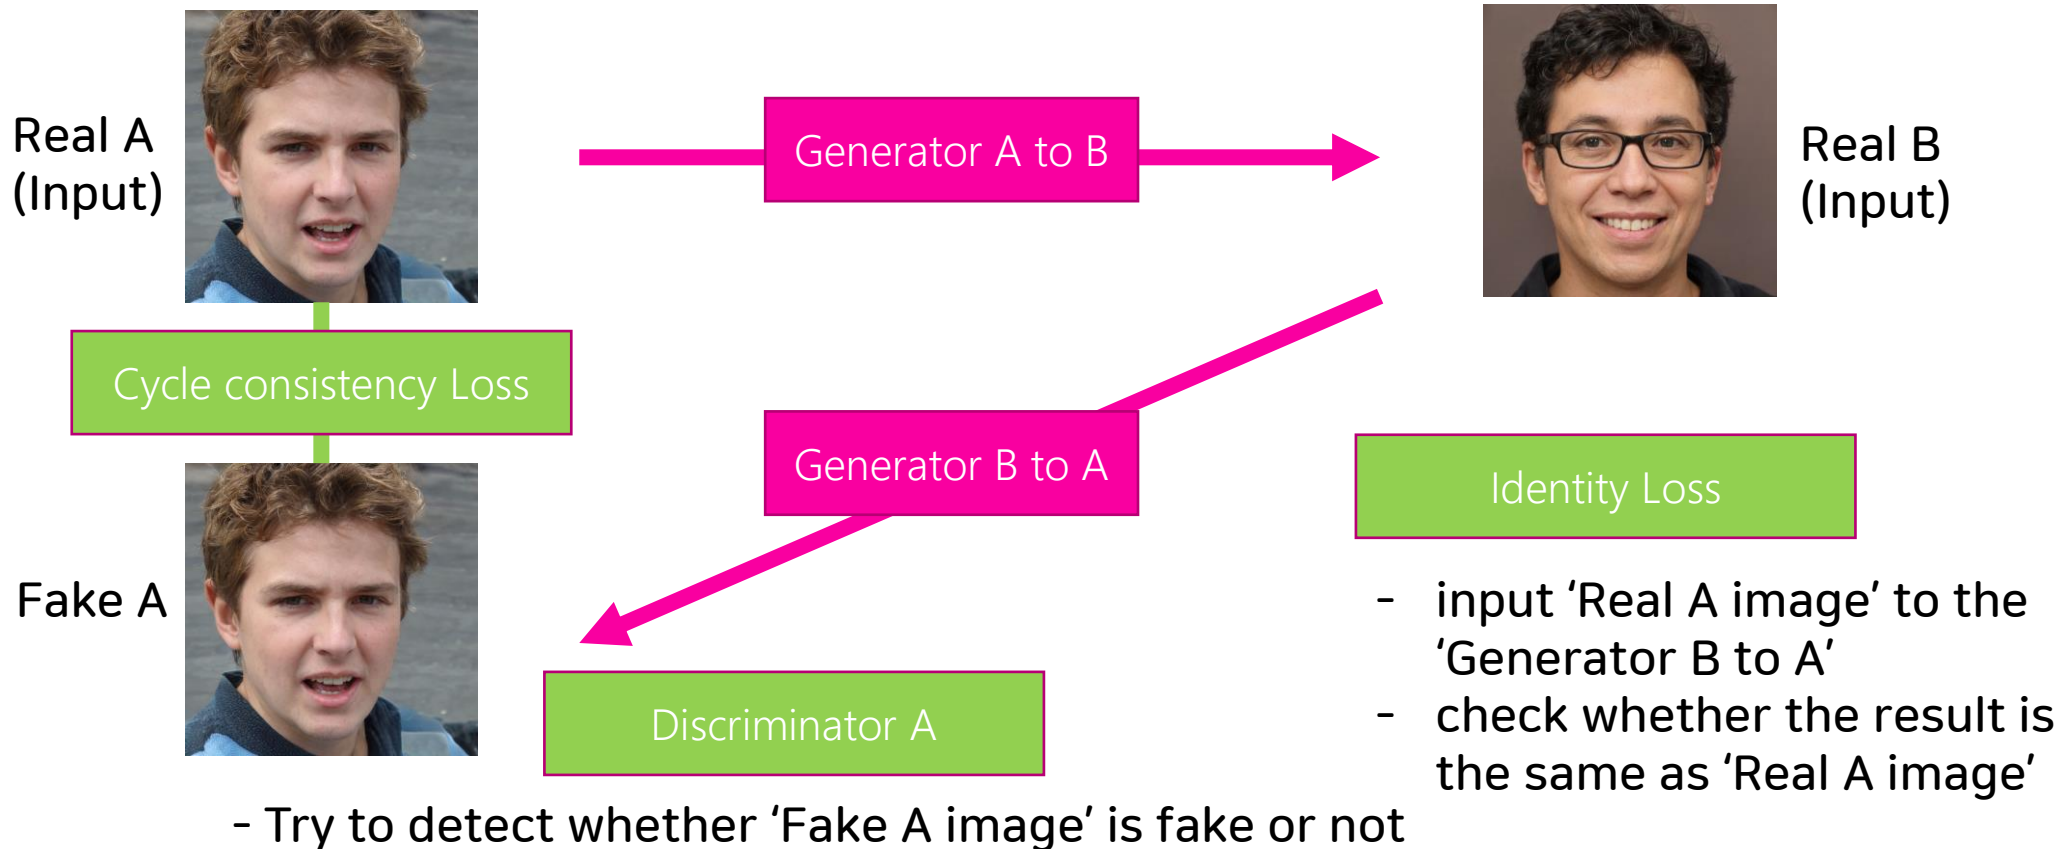 Real A
(Input)
Generator A to B
Real B
(Input)
Cycle consistency Loss
Generator B to A
Identity Loss
Fake A
- input ‘Real A image’ to the
‘Generator B to A’
- check whether the result is
the same as ‘Real A image’
Discriminator A
- Try to detect whether ‘Fake A image’ is fake or not